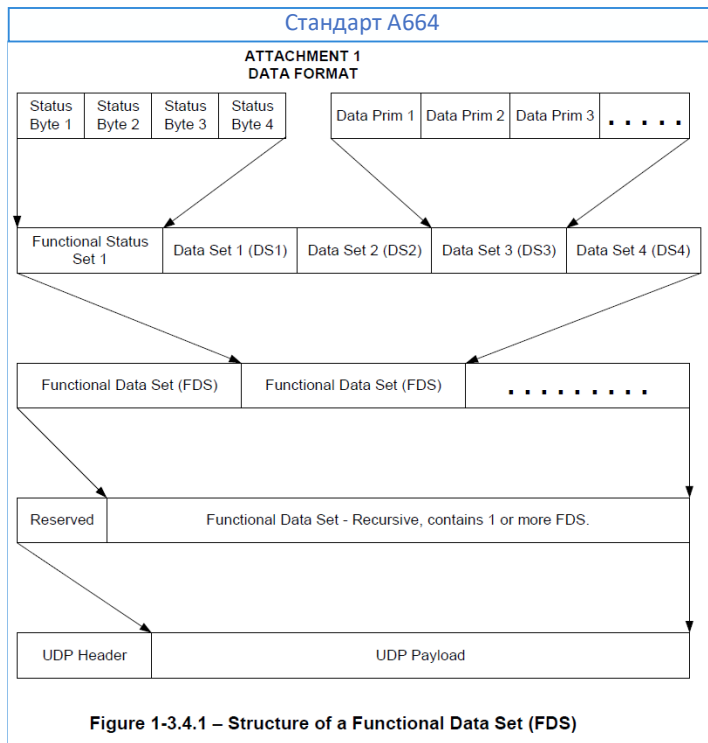 Стандарт А664
ATTACHMENT 1
DATA FORMAT
Status Byte 1
Status Byte 2
Status Byte 3
Status Byte 4
Data Prim 1
Data Prim 2
Data Prim 3
. . . . .
Functional Status Set 1
Data Set 1 (DS1)
Data Set 2 (DS2)
Data Set 3 (DS3)
Data Set 4 (DS4)
Functional Data Set (FDS)
Functional Data Set (FDS)
. . . . . . . . .
Reserved
Functional Data Set - Recursive, contains 1 or more FDS.
UDP Header
UDP Payload
Figure 1-3.4.1 – Structure of a Functional Data Set (FDS)